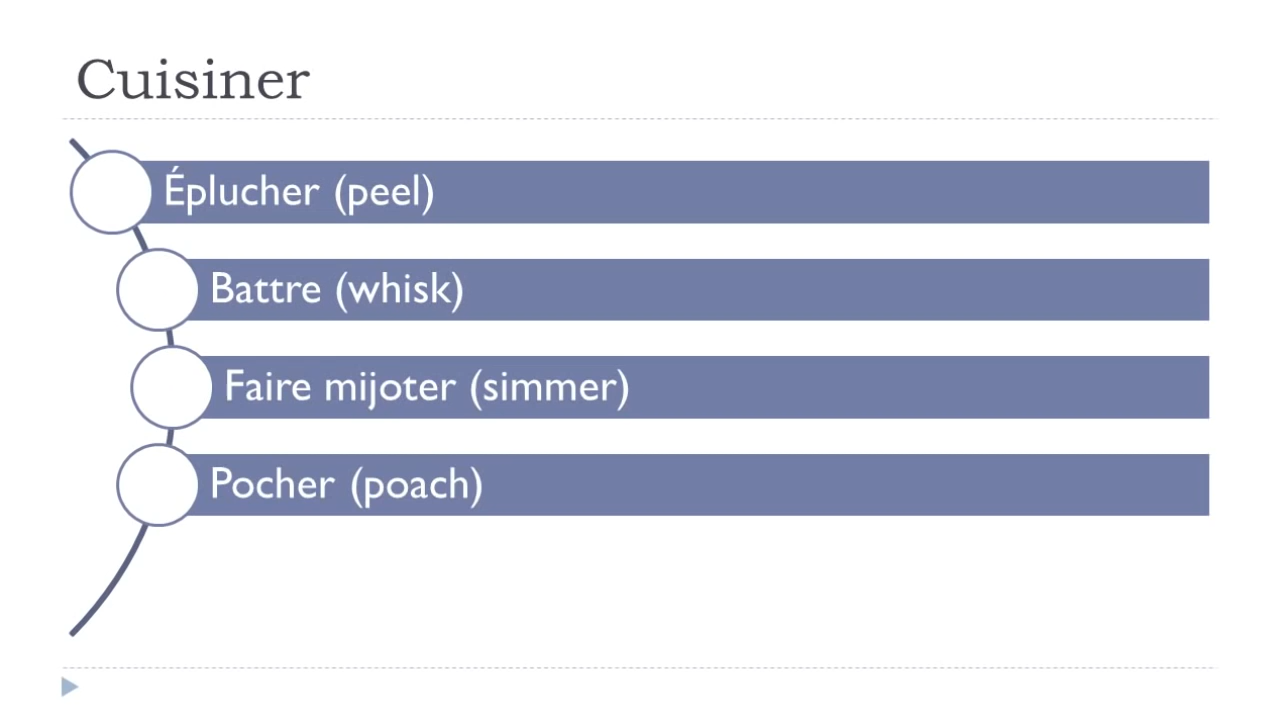 Cuisiner
Éplucher (peel)
Battre (whisk)
Faire mijoter (simmer)
Pocher (poach)